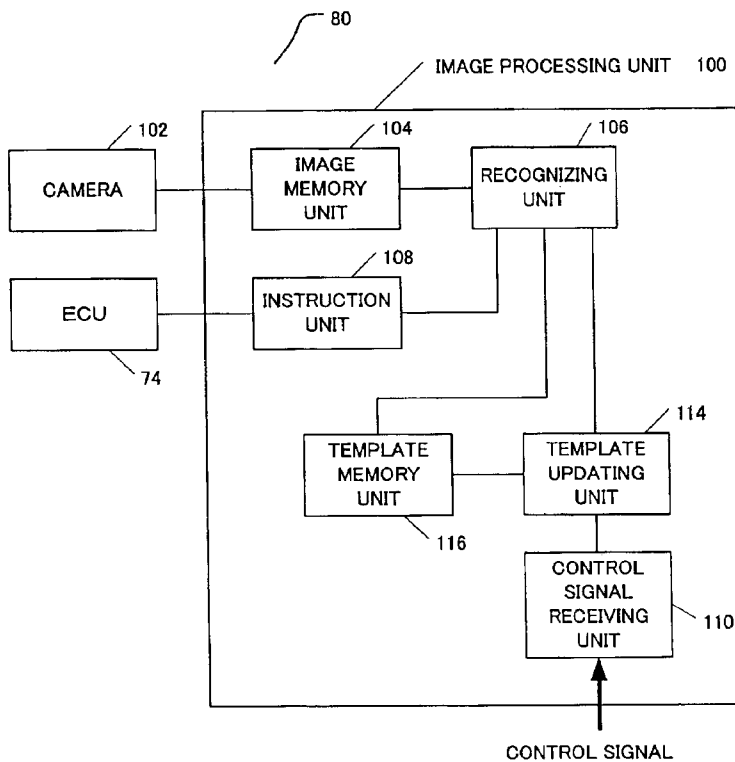 80
IMAGE PROCESSING UNIT 100
102
104
106
CAMERA
IMAGE
MEMORY
UNIT
RECOGNIZING
UNIT
108
ECU
INSTRUCTION
UNIT
74
114
TEMPLATE
MEMORY
UNIT
TEMPLATE
UPDATING
UNIT
116
CONTROL
SIGNAL
RECEIVING
UNIT
110
CONTROL SIGNAL